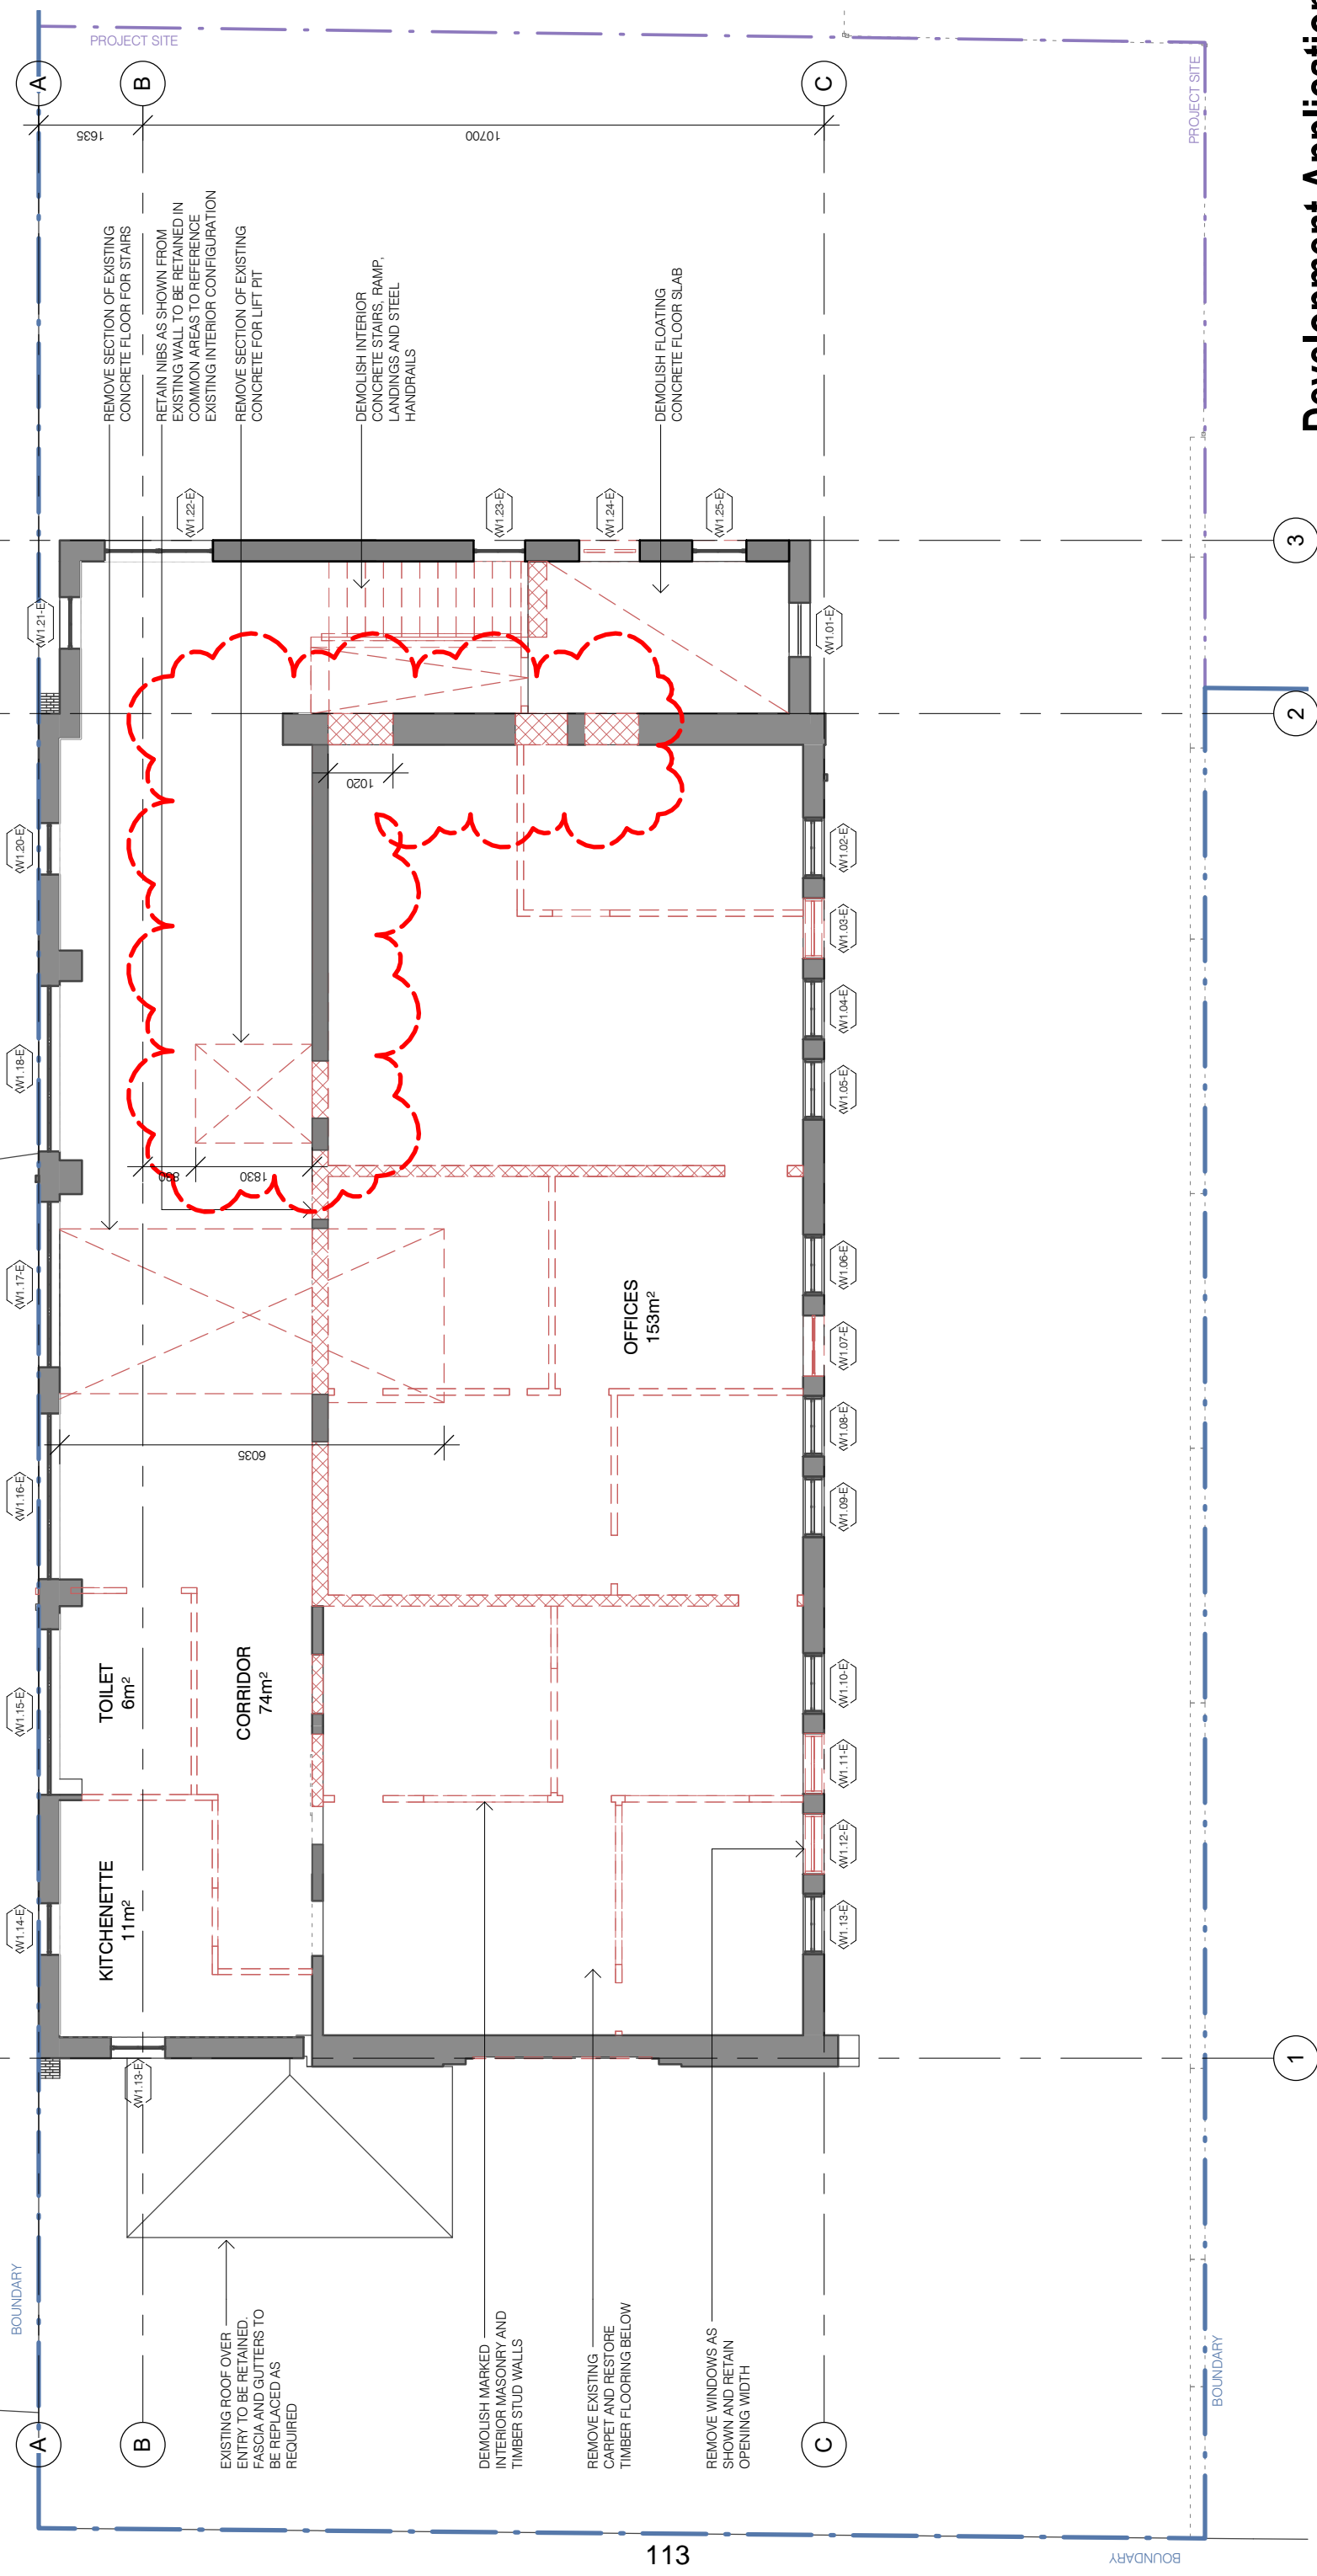 PROJECT SITE
PROJECT SITE
A
B
C
1635
10700
REMOVE SECTION OF EXISTING
CONCRETE FLOOR FOR STAIRS
RETAIN NIBS AS SHOWN FROM
EXISTING WALL TO BE RETAINED IN
COMMON AREAS TO REFERENCE
EXISTING INTERIOR CONFIGURATION
REMOVE SECTION OF EXISTING
CONCRETE FOR LIFT PIT
DEMOLISH INTERIOR
CONCRETE STAIRS, RAMP,
LANDINGS AND STEEL
HANDRAILS
DEMOLISH FLOATING
CONCRETE FLOOR SLAB
Development Application
W1.22-E
W1.23-E
W1.24-E
W1.25-E
3
W1.21-E
W1.01-E
2
1020
W1.20-E
W1.02-E
W1.03-E
W1.04-E
W1.18-E
W1.05-E
1830
W1.17-E
W1.06-E
OFFICES
153m²
W1.07-E
W1.08-E
6035
W1.16-E
W1.09-E
W1.15-E
TOILET
6m²
CORRIDOR
74m²
W1.10-E
W1.11-E
W1.12-E
W1.14-E
KITCHENETTE
11m²
W1.13-E
W1.13-E
1
EXISTING ROOF OVER
ENTRY TO BE RETAINED.
FASCIA AND GUTTERS TO
BE REPLACED AS
REQUIRED
DEMOLISH MARKED
INTERIOR MASONRY AND
TIMBER STUD WALLS
REMOVE EXISTING
CARPET AND RESTORE
TIMBER FLOORING BELOW
REMOVE WINDOWS AS
SHOWN AND RETAIN
OPENING WIDTH
BOUNDARY
A
B
C
BOUNDARY
113
BOUNDARY